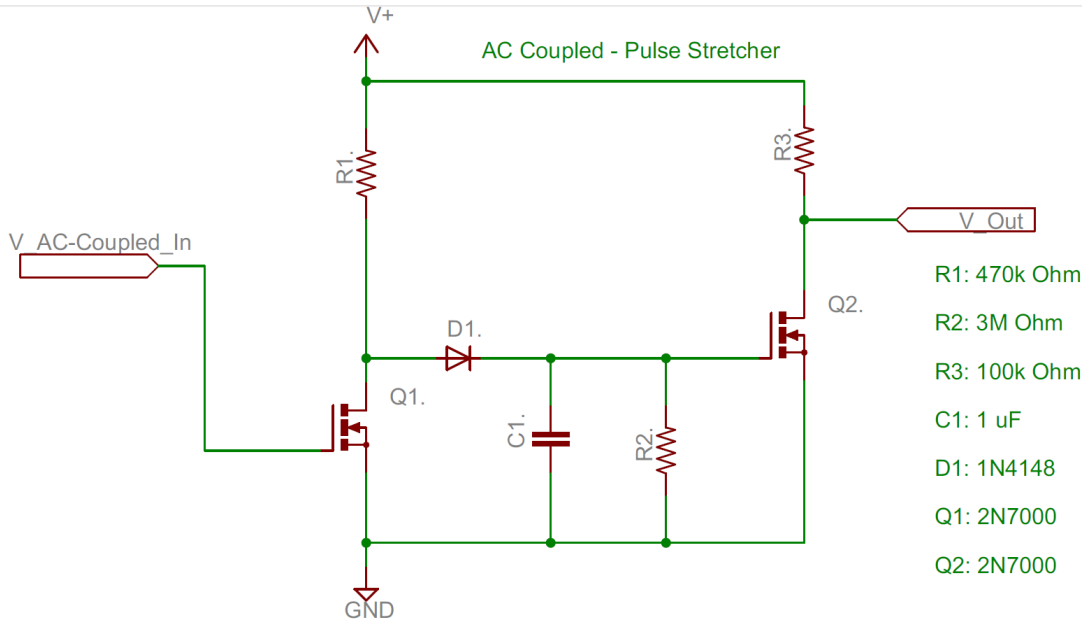 V+
AC Coupled - Pulse Stretcher
R1.
R3.
V_AC-Coupled_In
V_Out
R1: 470k Ohm
Q2.
R2: 3M Ohm
D1.
R3: 100k Ohm
Q1.
C1.
R2.
C1: 1 uF
D1: 1N4148
Q1: 2N7000
Q2: 2N7000
GND